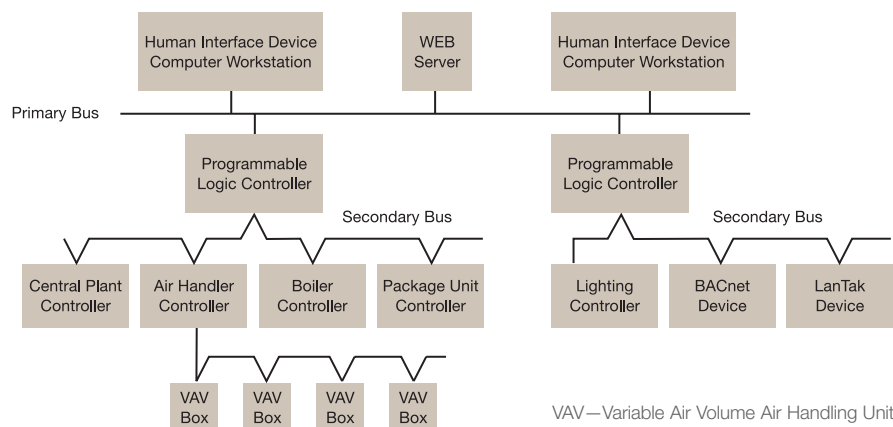 Human Interface Device
Computer Workstation
WEB
Server
Human Interface Device
Computer Workstation
Primary Bus
Programmable
Logic Controller
Programmable
Logic Controller
Secondary Bus
Secondary Bus
Central Plant
Controller
Air Handler
Controller
Boiler
Controller
Package Unit
Controller
Lighting
Controller
BACnet
Device
LanTak
Device
VAV
Box
VAV
Box
VAV
Box
VAV
Box
VAV—Variable Air Volume Air Handling Unit